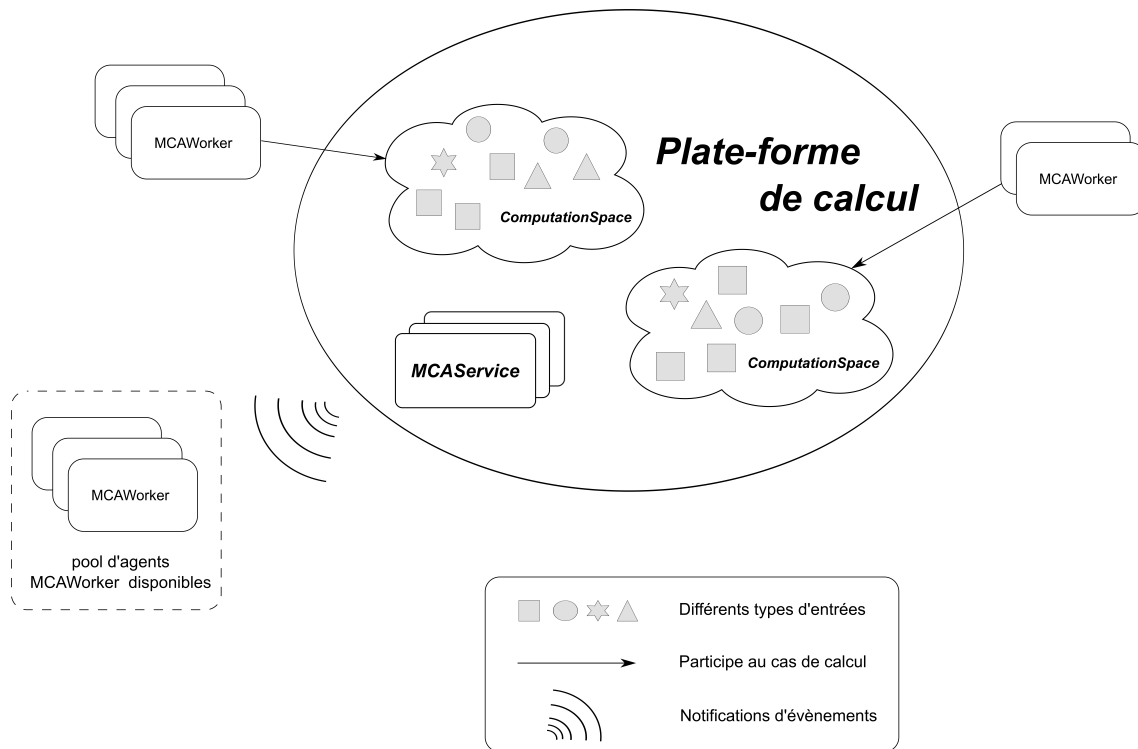 MCAWorker
Plate-forme
de calcul
MCAWorker
ComputationSpace
MCAService
ComputationSpace
MCAWorker
pool d'agents
MCAWorker disponibles
Différents types d'entrées
Participe au cas de calcul
Notifications d'évènements